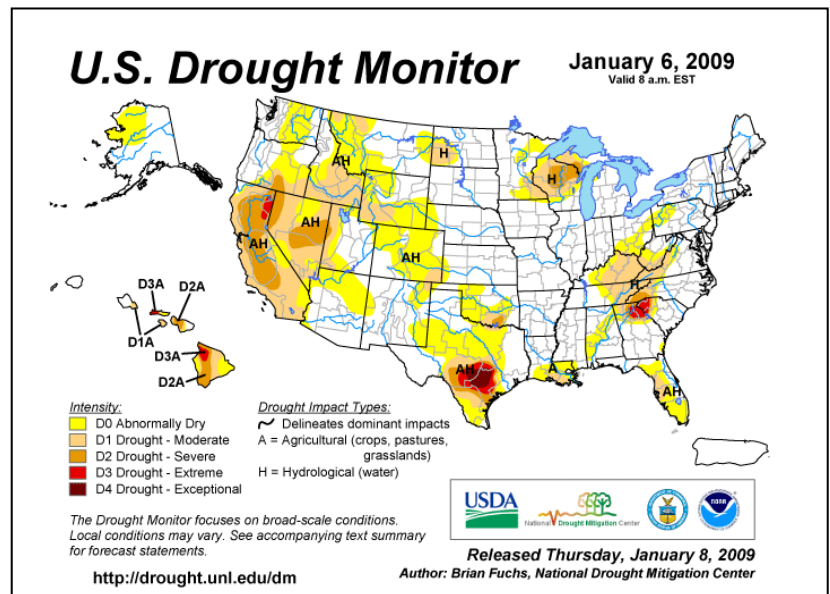 U.S. Drought Monitor
January 6, 2009
Valid 8 a.m. EST
H
AH
H
AH
AH
AH
H
D3A
D2A
D1A
D3A
D2A
AH
A
AH
Intensity:
D0 Abnormally Dry
D1 Drought - Moderate
D2 Drought - Severe
D3 Drought - Extreme
D4 Drought - Exceptional
Drought Impact Types:
Delineates dominant impacts
A = Agricultural (crops, pastures,
grasslands)
H = Hydrological (water)
The Drought Monitor focuses on broad-scale conditions.
Local conditions may vary. See accompanying text summary
for forecast statements.
http://drought.unl.edu/dm
USDA
National Drought Mitigation Center
Released Thursday, January 8, 2009
Author: Brian Fuchs, National Drought Mitigation Center